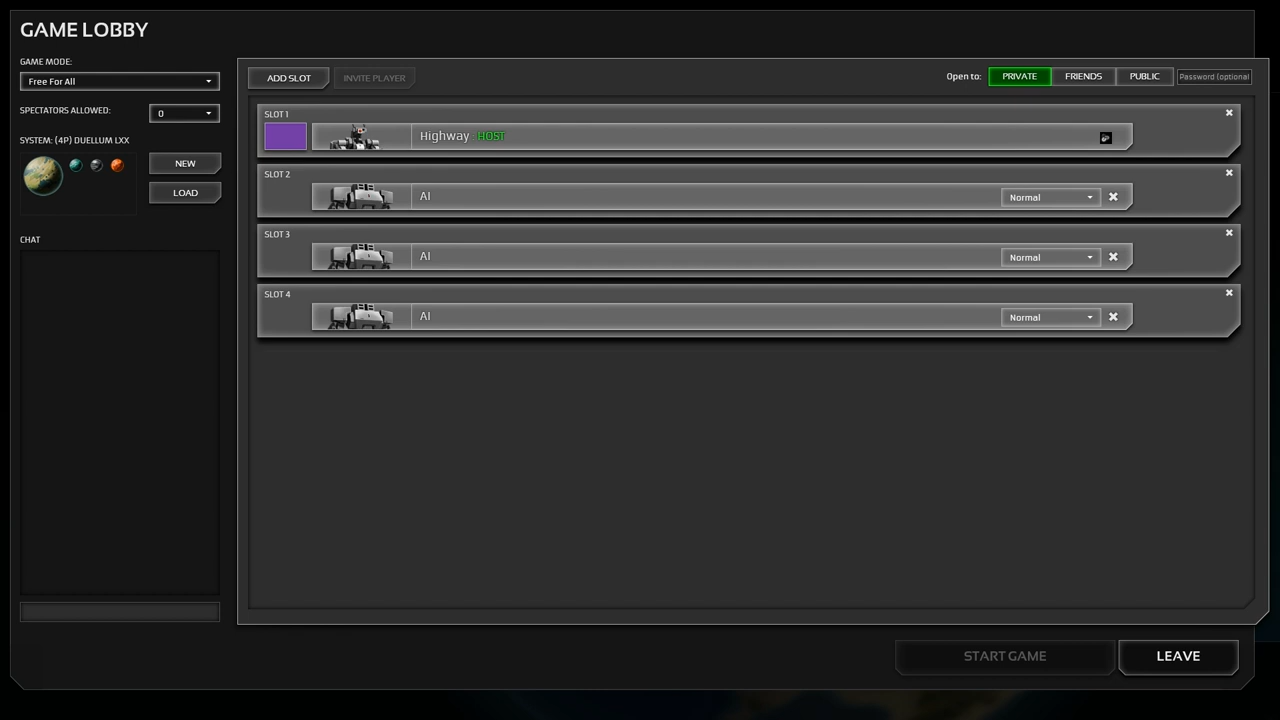 GAME LOBBY
GAME MODE:
Free For All
SPECTATORS ALLOWED:
0
SYSTEM: (4P) DUELLUM LXX
NEW
LOAD
CHAT
ADD SLOT
INVITE PLAYER
Open to:
PRIVATE
FRIENDS
PUBLIC
Password (optional
SLOT 1
Highway : HOST
SLOT 2
AI
Normal
SLOT 3
AI
Normal
SLOT 4
AI
Normal
START GAME
LEAVE